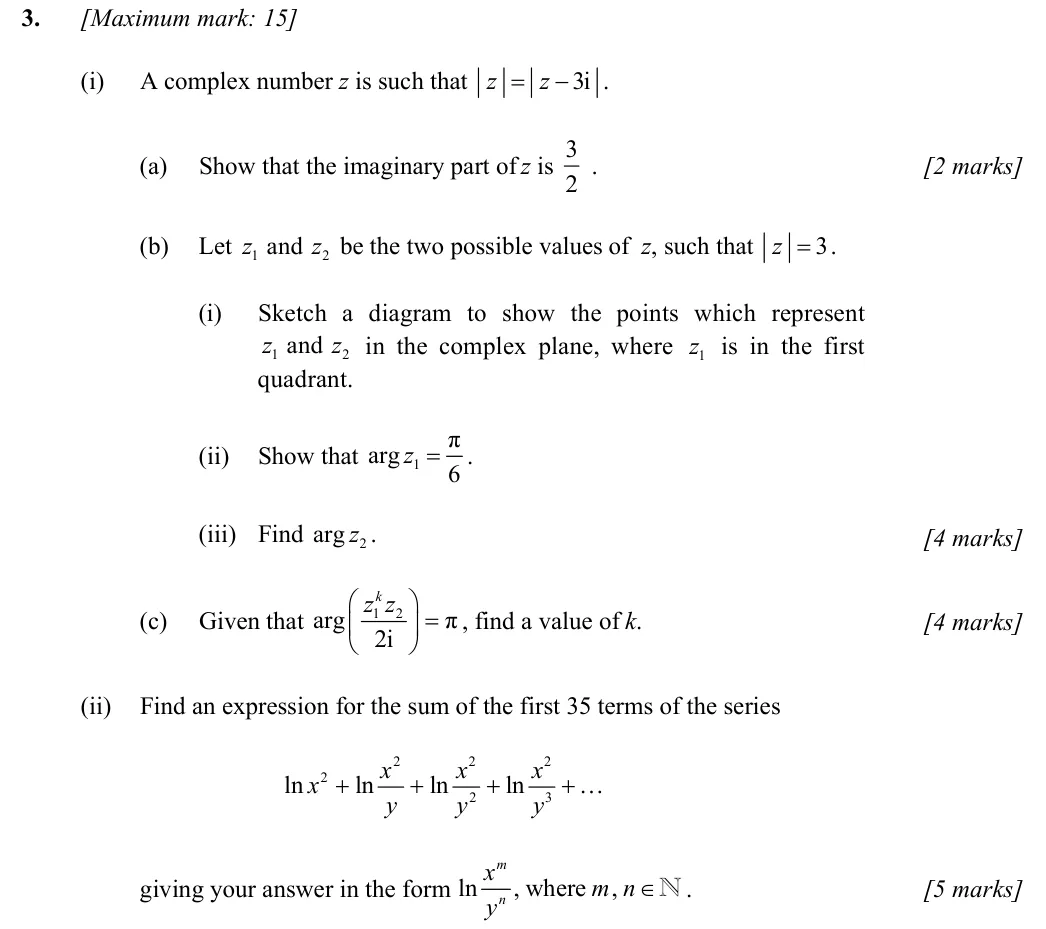 3. [Maximum mark: 15]
(i) A complex number z is such that |z| = |z − 3i|.
(a) Show that the imaginary part of z is 3/2 . [2 marks]
(b) Let z₁ and z₂ be the two possible values of z, such that |z| = 3.
(i) Sketch a diagram to show the points which represent
z₁ and z₂ in the complex plane, where z₁ is in the first
quadrant.
(ii) Show that arg z₁ = π/6.
(iii) Find arg z₂. [4 marks]
(c) Given that arg(z₁ᵏz₂/2i) = π, find a value of k. [4 marks]
(ii) Find an expression for the sum of the first 35 terms of the series
ln x² + ln x²/y + ln x²/y² + ln x²/y³ + …
giving your answer in the form ln xᵐ/yⁿ, where m, n ∈ ℕ. [5 marks]